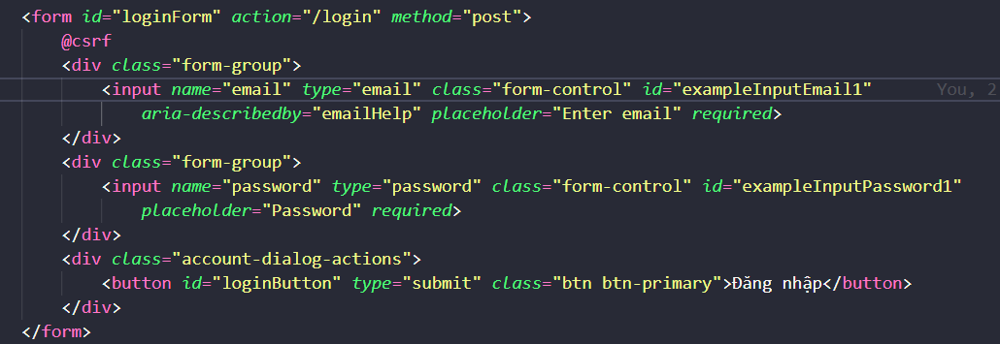 <form id="loginForm" action="/login" method="post">
@csrf
<div class="form-group">
<input name="email" type="email" class="form-control" id="exampleInputEmail1" You, 2
aria-describedby="emailHelp" placeholder="Enter email" required>
</div>
<div class="form-group">
<input name="password" type="password" class="form-control" id="exampleInputPassword1"
placeholder="Password" required>
</div>
<div class="account-dialog-actions">
<button id="loginButton" type="submit" class="btn btn-primary">Đăng nhập</button>
</div>
</form>